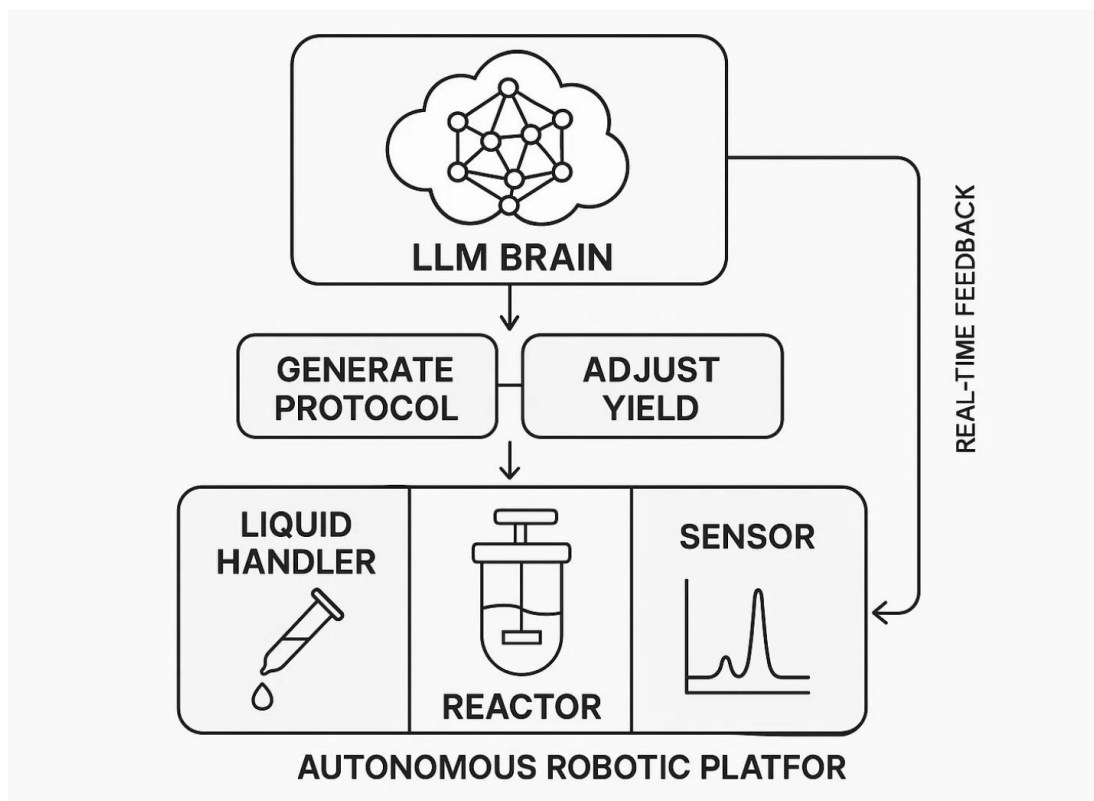 LLM BRAIN
GENERATE
PROTOCOL
ADJUST
YIELD
REAL-TIME FEEDBACK
LIQUID
HANDLER
REACTOR
SENSOR
AUTONOMOUS ROBOTIC PLATFOR